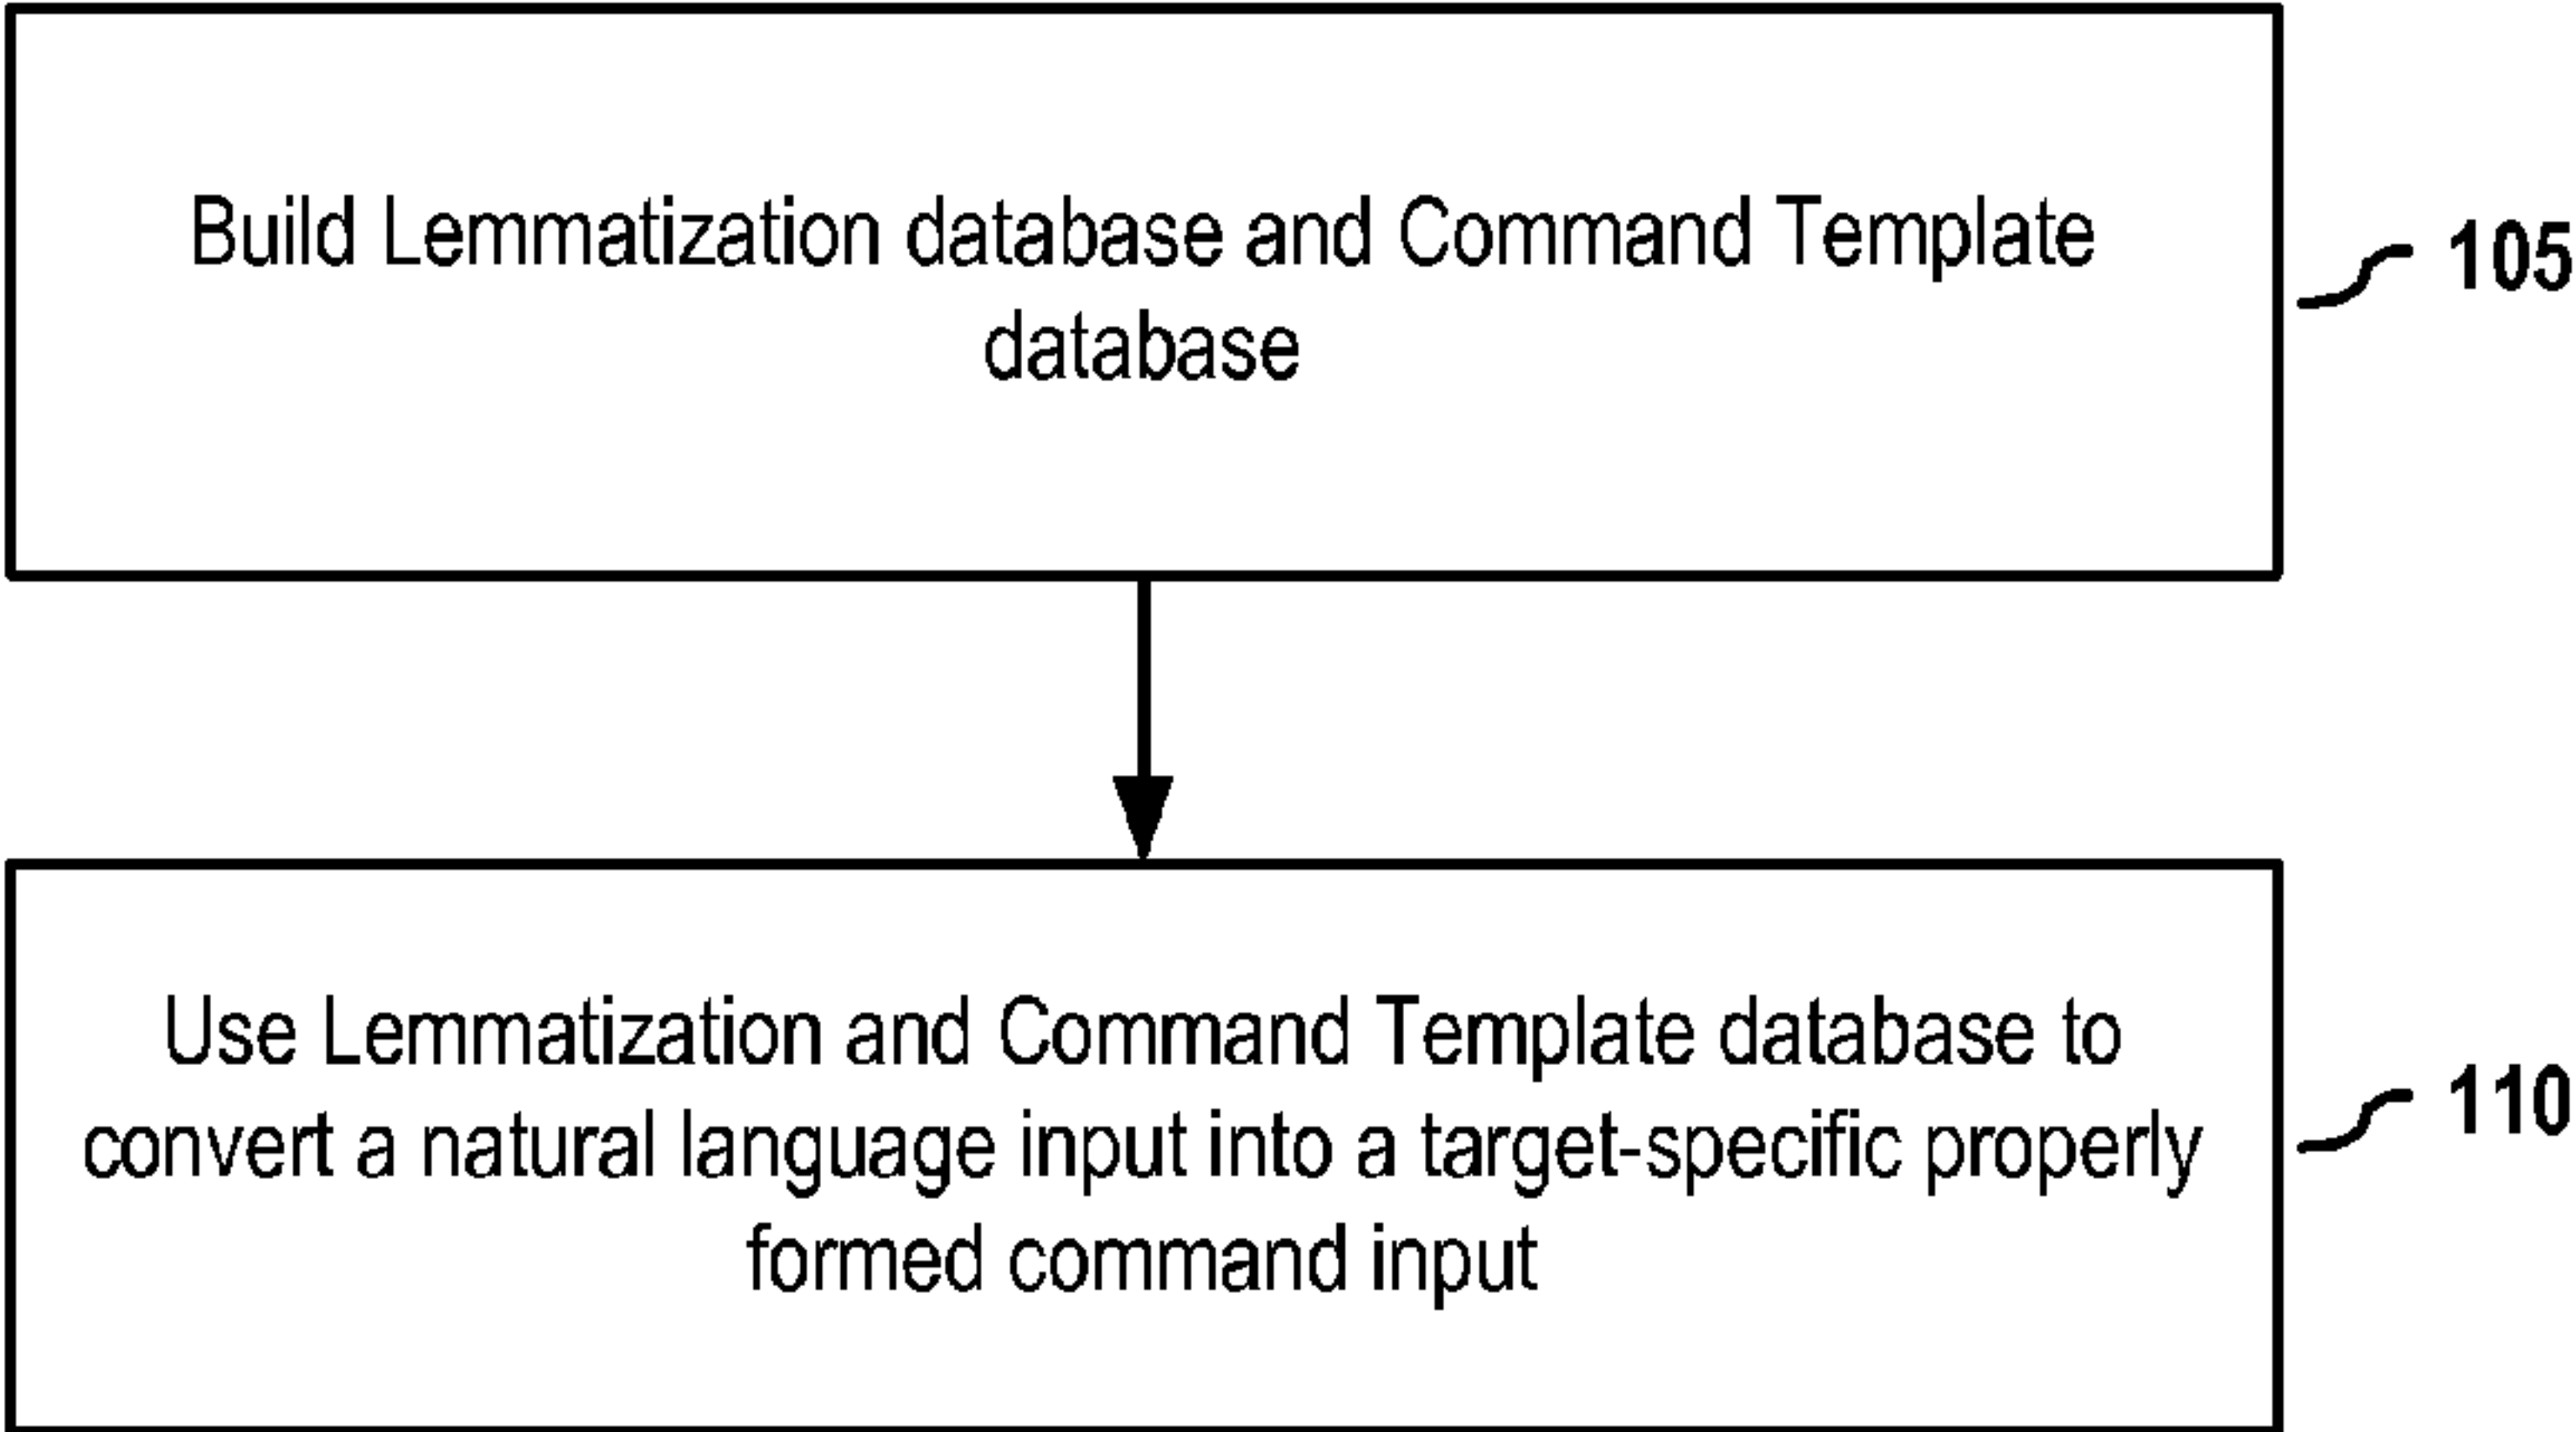 Build Lemmatization database and Command Template
database
105
Use Lemmatization and Command Template database to
convert a natural language input into a target-specific properly
formed command input
110